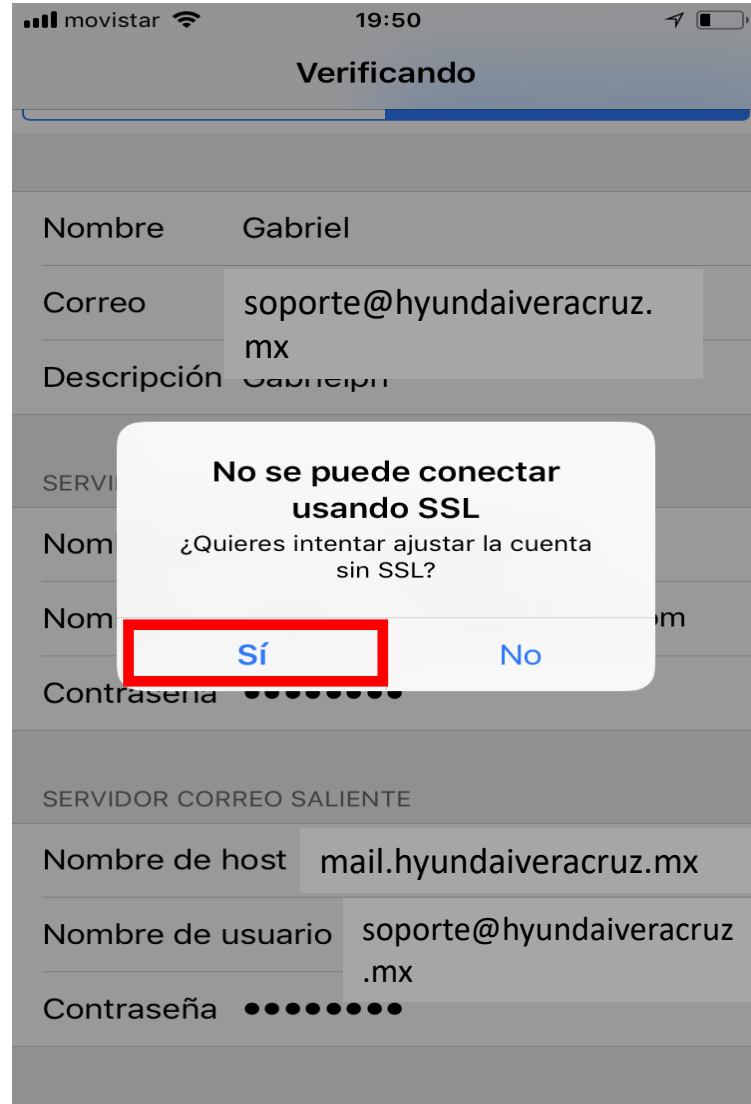 movistar 19:50
Verificando
Nombre Gabriel
Correo soporte@hyundaiveracruz.
mx
Descripción
No se puede conectar
usando SSL
SERVI
¿Quieres intentar ajustar la cuenta
sin SSL?
Nom
Nom om
Sí No
Contraseña ••••••••
SERVIDOR CORREO SALIENTE
Nombre de host mail.hyundaiveracruz.mx
Nombre de usuario soporte@hyundaiveracruz
.mx
Contraseña ••••••••